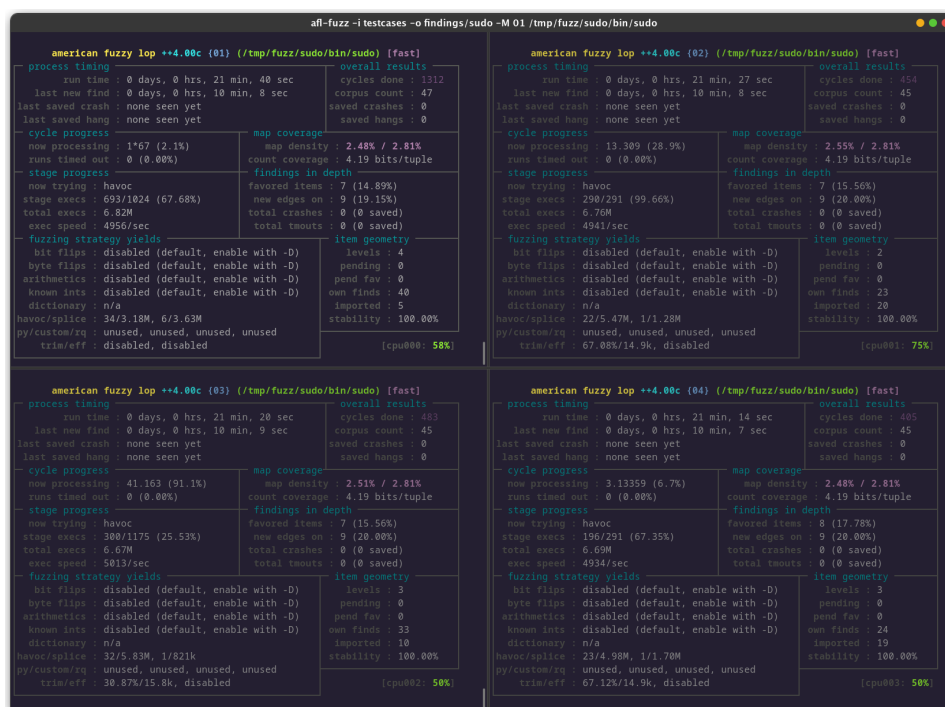 afl-fuzz -i testcases -o findings/sudo -M 01 /tmp/fuzz/sudo/bin/sudo
american fuzzy lop ++4.00c {01} (/tmp/fuzz/sudo/bin/sudo) [fast]
process timing overall results
run time : 0 days, 0 hrs, 21 min, 40 sec cycles done : 1312
last new find : 0 days, 0 hrs, 10 min, 8 sec corpus count : 47
last saved crash : none seen yet saved crashes : 0
last saved hang : none seen yet saved hangs : 0
cycle progress map coverage
now processing : 1*67 (2.1%) map density : 2.48% / 2.81%
runs timed out : 0 (0.00%) count coverage : 4.19 bits/tuple
stage progress findings in depth
now trying : havoc favored items : 7 (14.89%)
stage execs : 693/1024 (67.68%) new edges on : 9 (19.15%)
total execs : 6.82M total crashes : 0 (0 saved)
exec speed : 4956/sec total tmouts : 0 (0 saved)
fuzzing strategy yields item geometry
bit flips : disabled (default, enable with -D) levels : 4
byte flips : disabled (default, enable with -D) pending : 0
arithmetics : disabled (default, enable with -D) pend fav : 0
known ints : disabled (default, enable with -D) own finds : 40
dictionary : n/a imported : 5
havoc/splice : 34/3.18M, 6/3.63M stability : 100.00%
py/custom/rq : unused, unused, unused, unused
trim/eff : disabled, disabled [cpu000: 58%]
american fuzzy lop ++4.00c {02} (/tmp/fuzz/sudo/bin/sudo) [fast]
process timing overall results
run time : 0 days, 0 hrs, 21 min, 27 sec cycles done : 454
last new find : 0 days, 0 hrs, 10 min, 8 sec corpus count : 45
last saved crash : none seen yet saved crashes : 0
last saved hang : none seen yet saved hangs : 0
cycle progress map coverage
now processing : 13.309 (28.9%) map density : 2.55% / 2.81%
runs timed out : 0 (0.00%) count coverage : 4.19 bits/tuple
stage progress findings in depth
now trying : havoc favored items : 7 (15.56%)
stage execs : 290/291 (99.66%) new edges on : 9 (20.00%)
total execs : 6.76M total crashes : 0 (0 saved)
exec speed : 4941/sec total tmouts : 0 (0 saved)
fuzzing strategy yields item geometry
bit flips : disabled (default, enable with -D) levels : 2
byte flips : disabled (default, enable with -D) pending : 0
arithmetics : disabled (default, enable with -D) pend fav : 0
known ints : disabled (default, enable with -D) own finds : 23
dictionary : n/a imported : 20
havoc/splice : 22/5.47M, 1/1.28M stability : 100.00%
py/custom/rq : unused, unused, unused, unused
trim/eff : 67.08%/14.9k, disabled [cpu001: 75%]
american fuzzy lop ++4.00c {03} (/tmp/fuzz/sudo/bin/sudo) [fast]
process timing overall results
run time : 0 days, 0 hrs, 21 min, 20 sec cycles done : 483
last new find : 0 days, 0 hrs, 10 min, 9 sec corpus count : 45
last saved crash : none seen yet saved crashes : 0
last saved hang : none seen yet saved hangs : 0
cycle progress map coverage
now processing : 41.163 (91.1%) map density : 2.51% / 2.81%
runs timed out : 0 (0.00%) count coverage : 4.19 bits/tuple
stage progress findings in depth
now trying : havoc favored items : 7 (15.56%)
stage execs : 300/1175 (25.53%) new edges on : 9 (20.00%)
total execs : 6.67M total crashes : 0 (0 saved)
exec speed : 5013/sec total tmouts : 0 (0 saved)
fuzzing strategy yields item geometry
bit flips : disabled (default, enable with -D) levels : 3
byte flips : disabled (default, enable with -D) pending : 0
arithmetics : disabled (default, enable with -D) pend fav : 0
known ints : disabled (default, enable with -D) own finds : 33
dictionary : n/a imported : 10
havoc/splice : 32/5.83M, 1/821k stability : 100.00%
py/custom/rq : unused, unused, unused, unused
trim/eff : 30.87%/15.8k, disabled [cpu002: 50%]
american fuzzy lop ++4.00c {04} (/tmp/fuzz/sudo/bin/sudo) [fast]
process timing overall results
run time : 0 days, 0 hrs, 21 min, 14 sec cycles done : 405
last new find : 0 days, 0 hrs, 10 min, 7 sec corpus count : 45
last saved crash : none seen yet saved crashes : 0
last saved hang : none seen yet saved hangs : 0
cycle progress map coverage
now processing : 3.13359 (6.7%) map density : 2.48% / 2.81%
runs timed out : 0 (0.00%) count coverage : 4.19 bits/tuple
stage progress findings in depth
now trying : havoc favored items : 8 (17.78%)
stage execs : 196/291 (67.35%) new edges on : 9 (20.00%)
total execs : 6.69M total crashes : 0 (0 saved)
exec speed : 4934/sec total tmouts : 0 (0 saved)
fuzzing strategy yields item geometry
bit flips : disabled (default, enable with -D) levels : 3
byte flips : disabled (default, enable with -D) pending : 0
arithmetics : disabled (default, enable with -D) pend fav : 0
known ints : disabled (default, enable with -D) own finds : 24
dictionary : n/a imported : 19
havoc/splice : 23/4.98M, 1/1.70M stability : 100.00%
py/custom/rq : unused, unused, unused, unused
trim/eff : 67.12%/14.9k, disabled [cpu003: 50%]